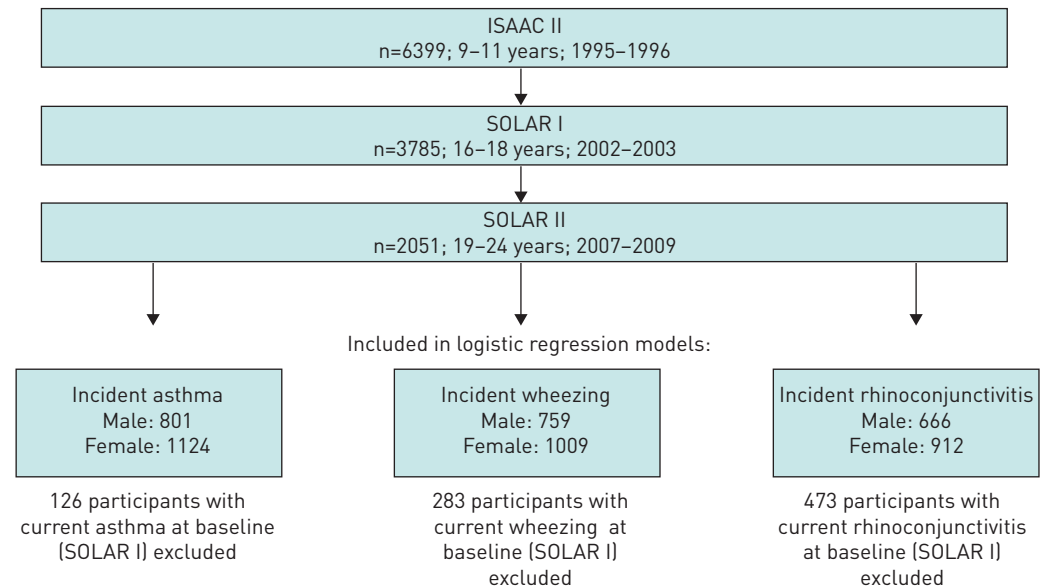 ISAAC II
n=6399; 9–11 years; 1995–1996
SOLAR I
n=3785; 16–18 years; 2002–2003
SOLAR II
n=2051; 19–24 years; 2007–2009
Included in logistic regression models:
Incident asthma
Male: 801
Female: 1124
126 participants with
current asthma at baseline
(SOLAR I) excluded
Incident wheezing
Male: 759
Female: 1009
283 participants with
current wheezing at
baseline (SOLAR I)
excluded
Incident rhinoconjunctivitis
Male: 666
Female: 912
473 participants with
current rhinoconjunctivitis
at baseline (SOLAR I)
excluded